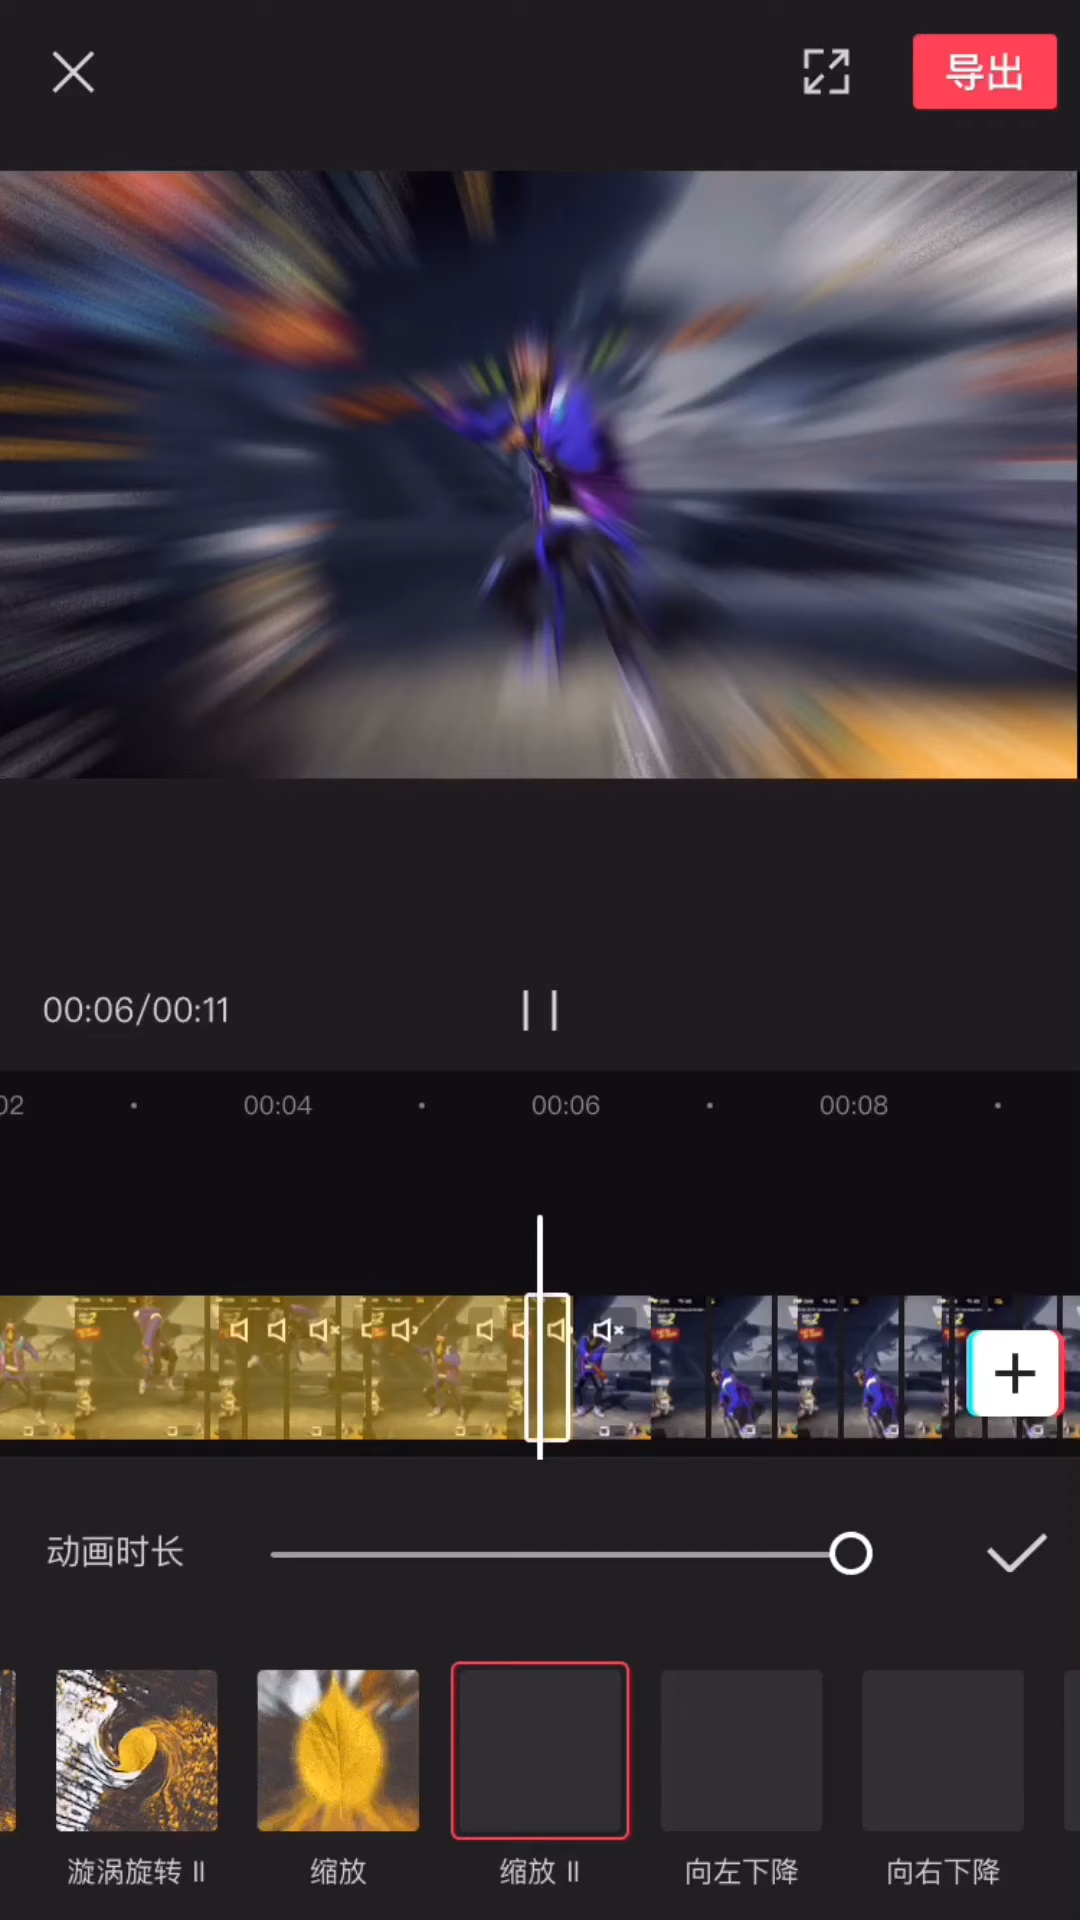 导出
00:06/00:11
02
00:04
00:06
00:08
动画时长
漩涡旋转 II
缩放
缩放 II
向左下降
向右下降